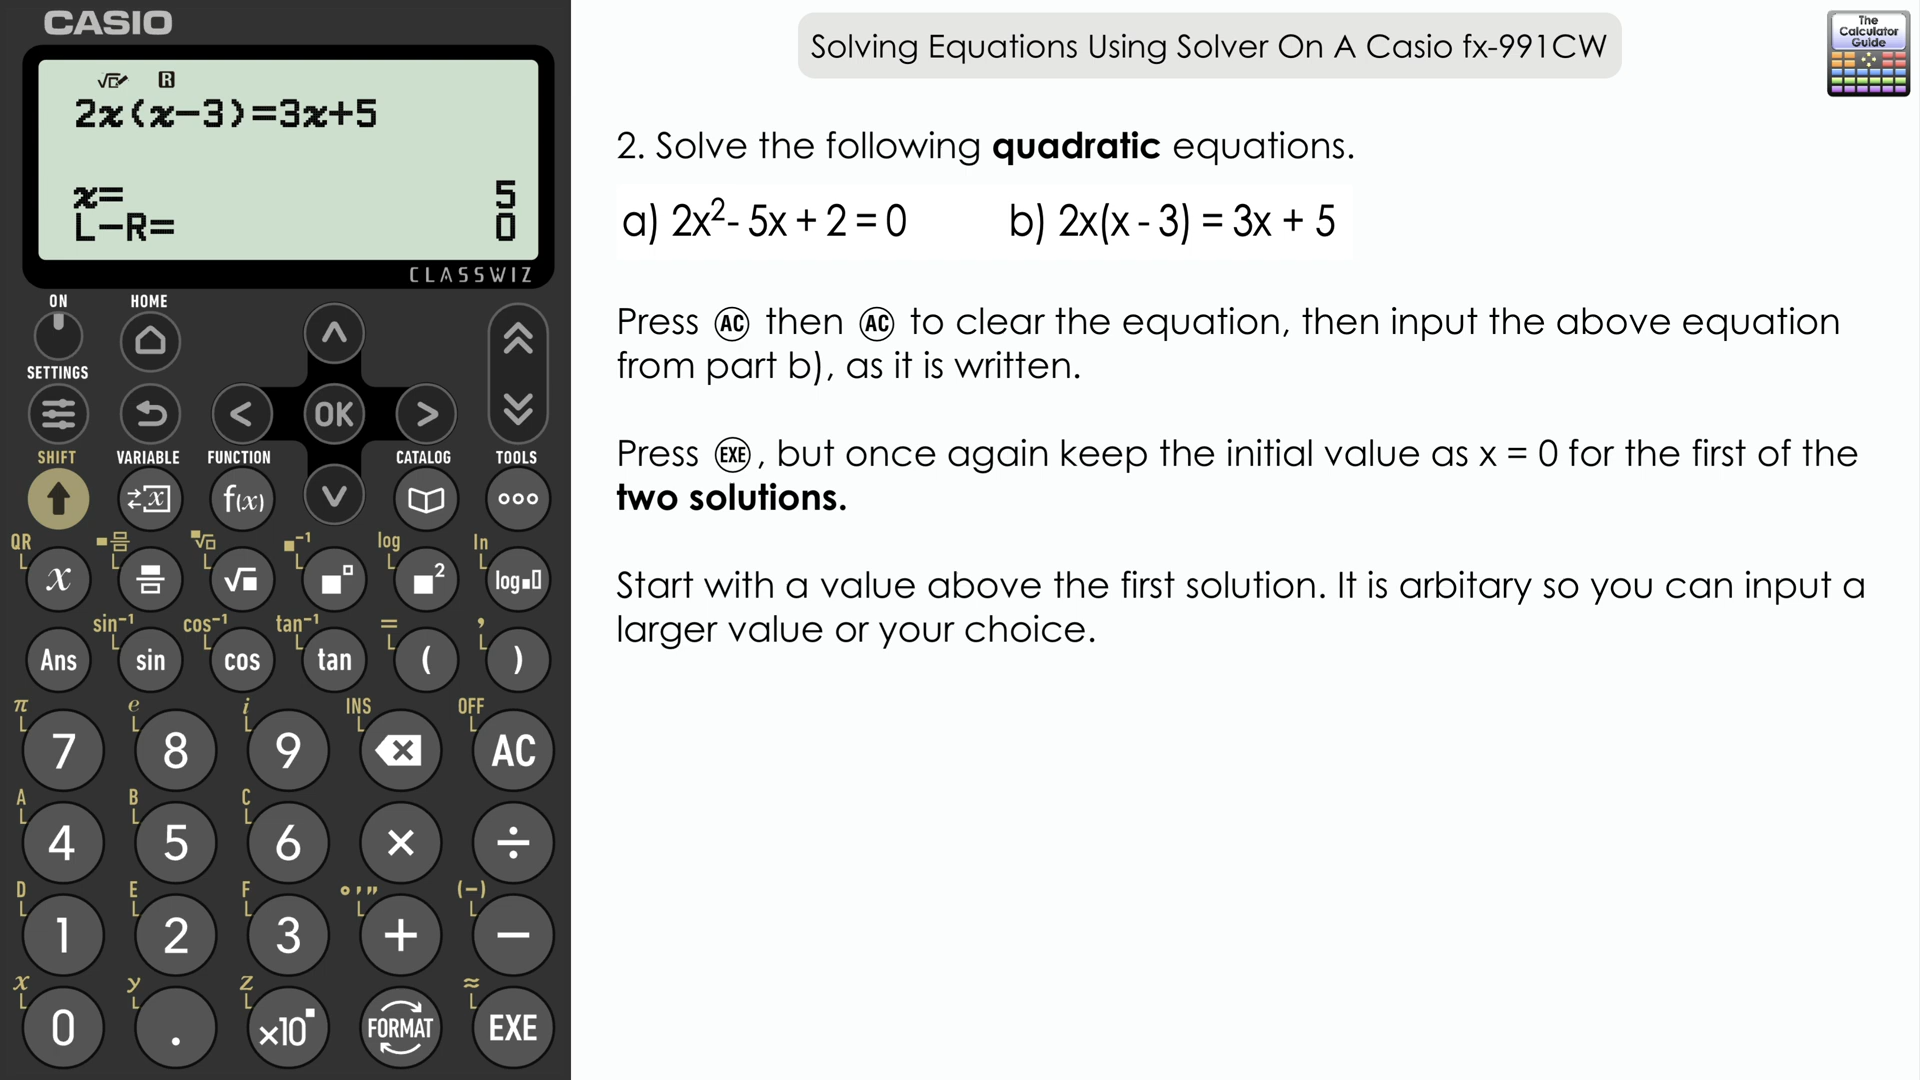 CASIO
2x(x-3)=3x+5
x= 5
L-R= 0
CLASSWIZ
ON HOME
OK
SETTINGS
SHIFT VARIABLE FUNCTION CATALOG TOOLS
x f(x) ooo
QR log ln
x √■ ■² log■▯
sin⁻¹ cos⁻¹ tan⁻¹ = ,
Ans sin cos tan ( )
π e i INS OFF
7 8 9 AC
A B C
4 5 6 × ÷
D E F ° ′ ″ (−)
1 2 3 + −
x y z ≈
0 . ×10■ FORMAT EXE
Solving Equations Using Solver On A Casio fx-991CW
The
Calculator
Guide
2. Solve the following quadratic equations.
a) 2x²- 5x + 2 = 0 b) 2x(x - 3) = 3x + 5
Press AC then AC to clear the equation, then input the above equation
from part b), as it is written.
Press EXE, but once again keep the initial value as x = 0 for the first of the
two solutions.
Start with a value above the first solution. It is arbitary so you can input a
larger value or your choice.